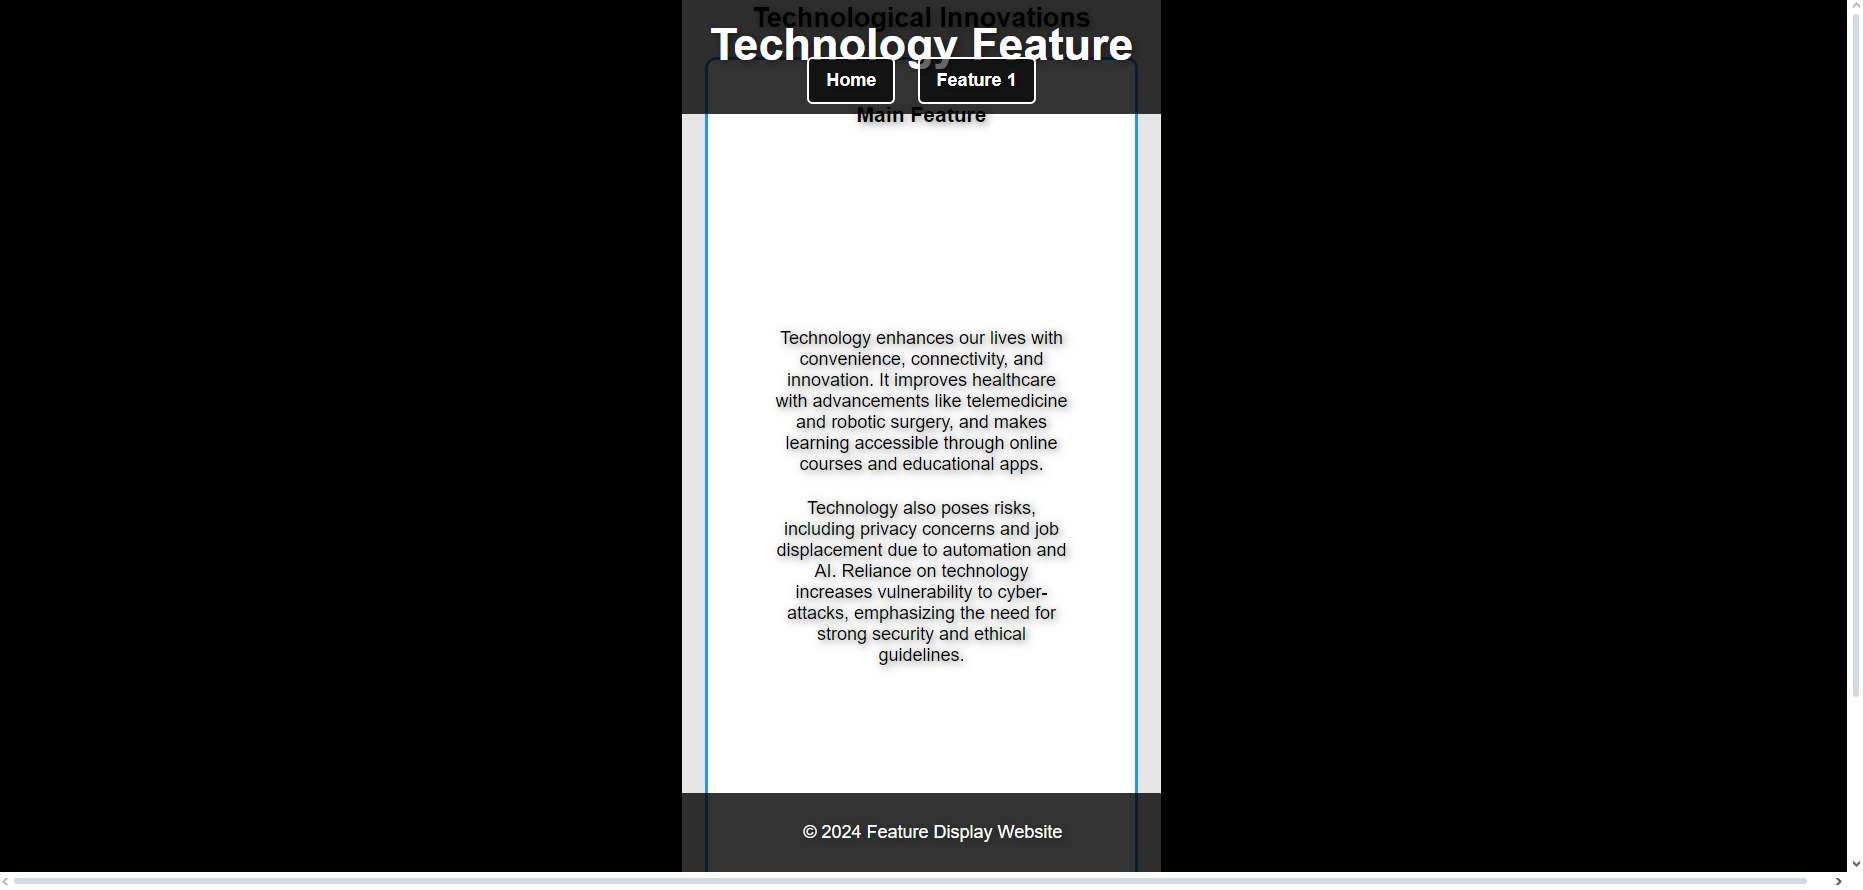 Technological Innovations
Technology Feature
Home Feature 1
Main Feature
Technology enhances our lives with
convenience, connectivity, and
innovation. It improves healthcare
with advancements like telemedicine
and robotic surgery, and makes
learning accessible through online
courses and educational apps.
Technology also poses risks,
including privacy concerns and job
displacement due to automation and
AI. Reliance on technology
increases vulnerability to cyber-
attacks, emphasizing the need for
strong security and ethical
guidelines.
© 2024 Feature Display Website